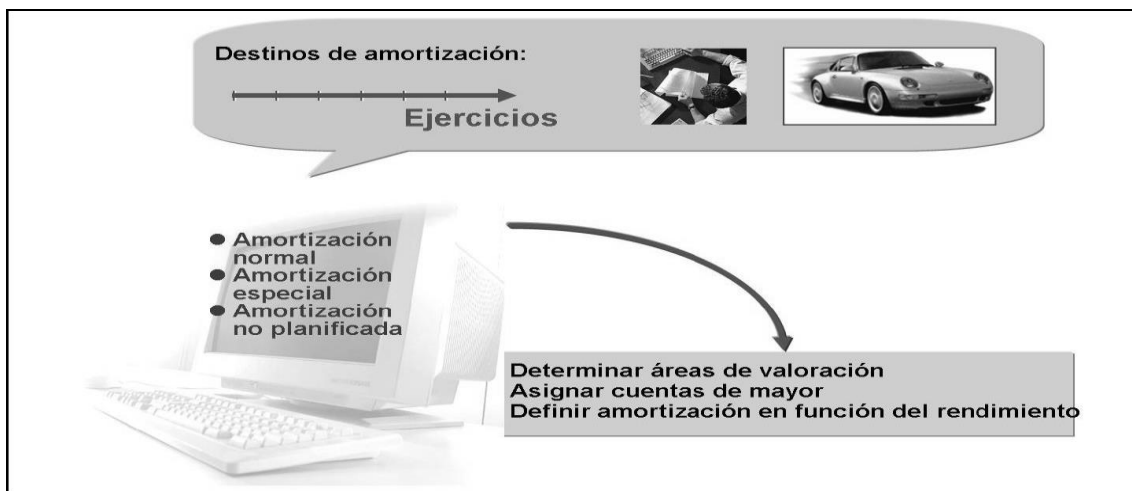 Destinos de amortización:
Ejercicios
Amortización
normal
Amortización
especial
Amortización
no planificada
Determinar áreas de valoración
Asignar cuentas de mayor
Definir amortización en función del rendimiento